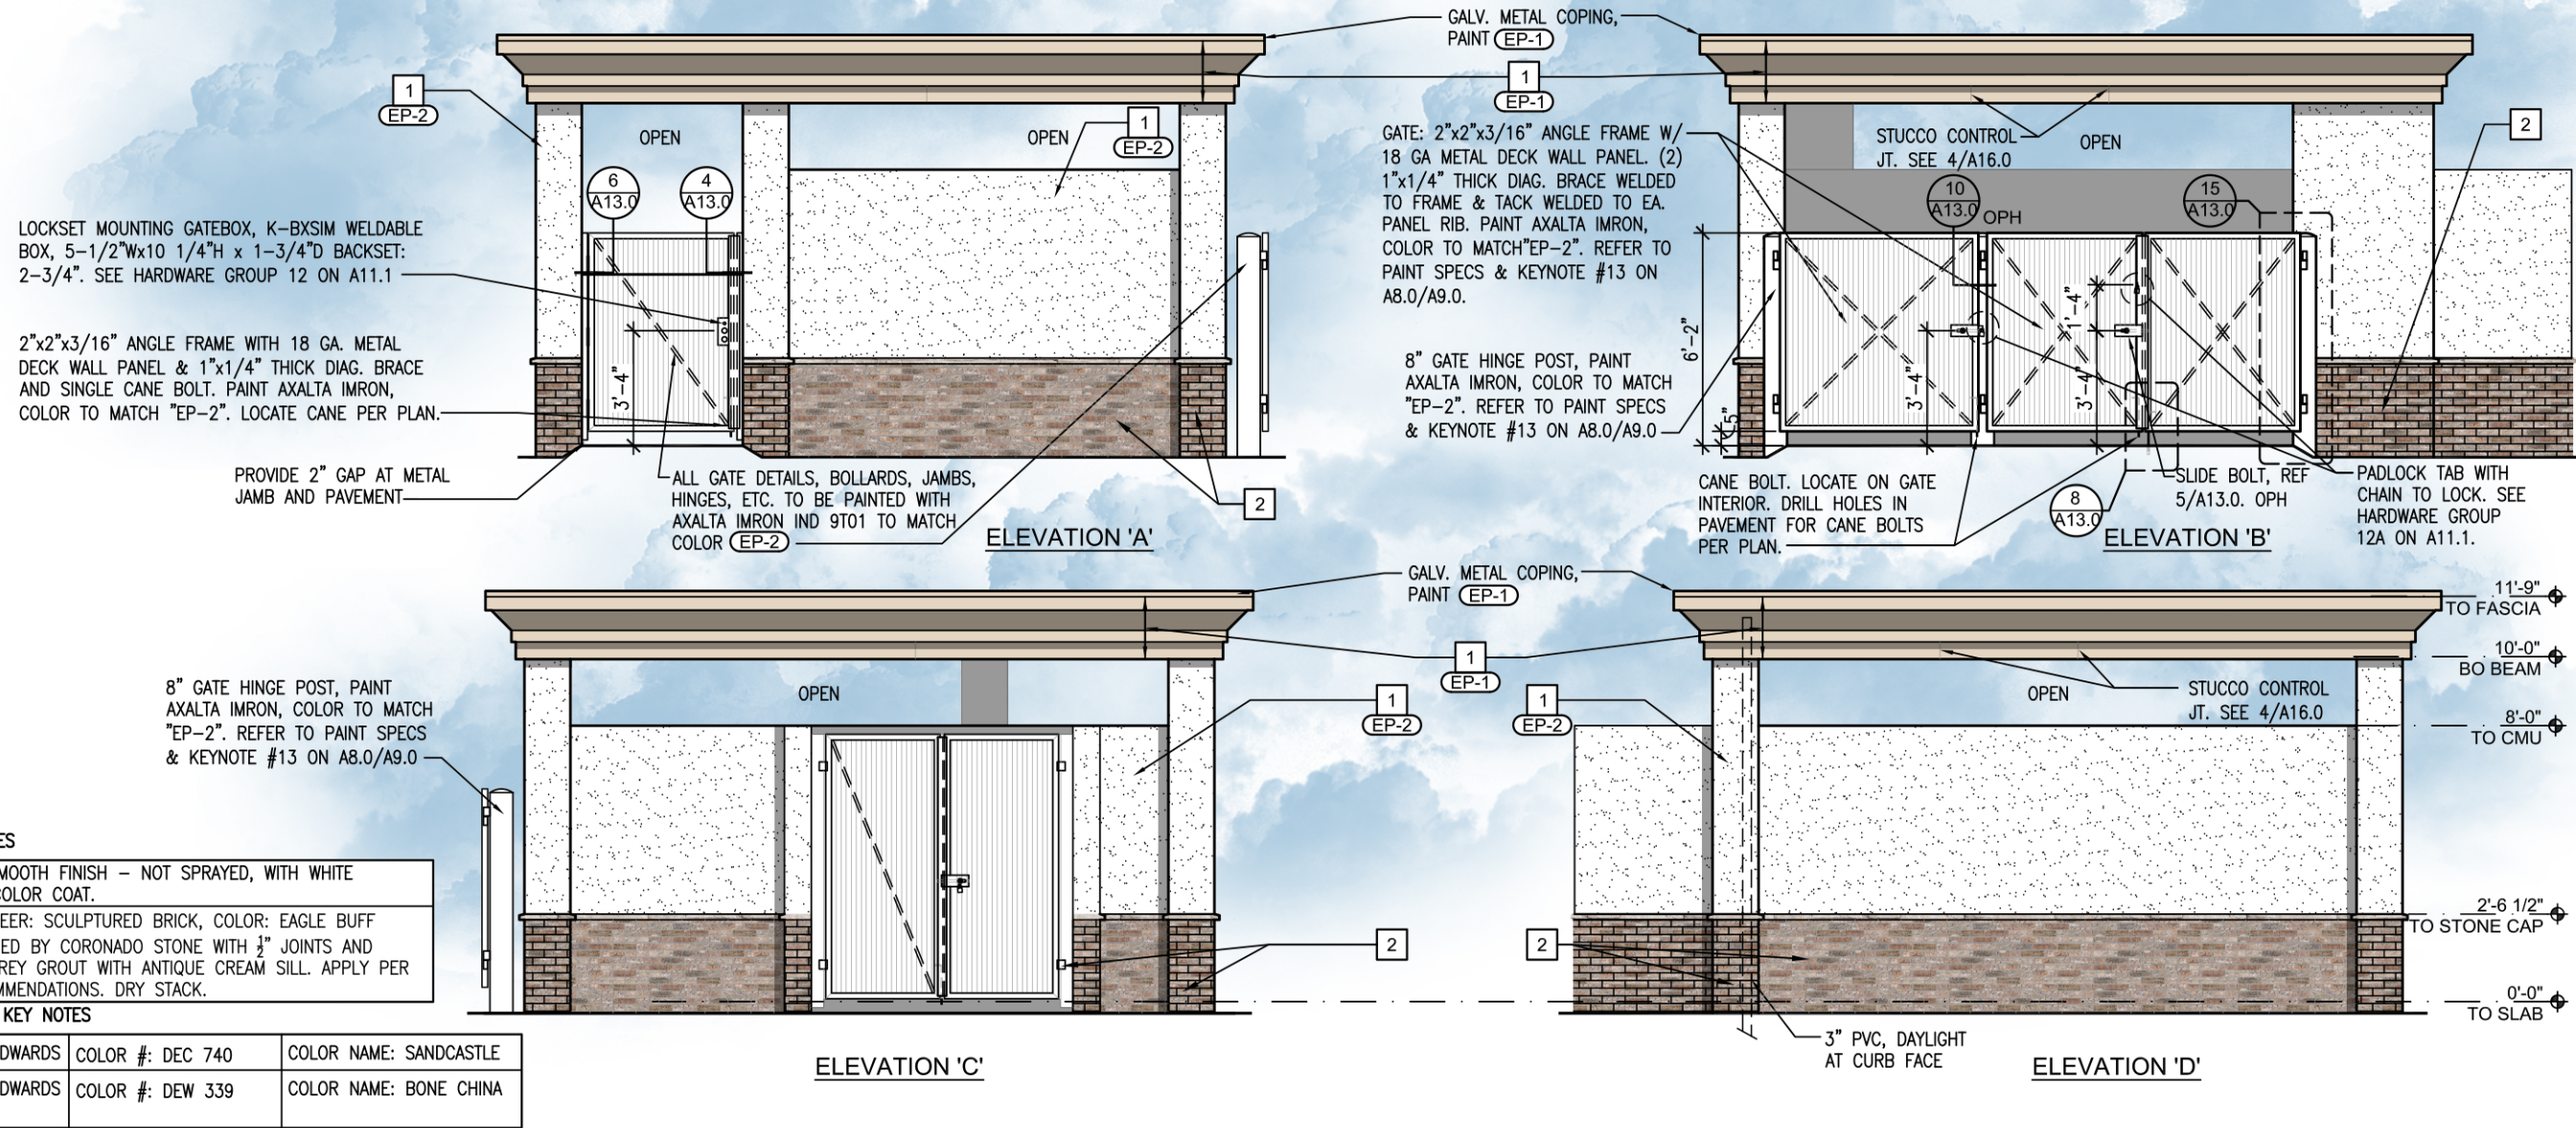 GALV. METAL COPING,
PAINT EP-1
1
EP-1
1
EP-2
OPEN
OPEN
1
EP-2
6
A13.0
4
A13.0
LOCKSET MOUNTING GATEBOX, K-BXSIM WELDABLE
BOX, 5-1/2"Wx10 1/4"H x 1-3/4"D BACKSET:
2-3/4". SEE HARDWARE GROUP 12 ON A11.1
2"x2"x3/16" ANGLE FRAME WITH 18 GA. METAL
DECK WALL PANEL & 1"x1/4" THICK DIAG. BRACE
AND SINGLE CANE BOLT. PAINT AXALTA IMRON,
COLOR TO MATCH "EP-2". LOCATE CANE PER PLAN.
3'-4"
PROVIDE 2" GAP AT METAL
JAMB AND PAVEMENT
ALL GATE DETAILS, BOLLARDS, JAMBS,
HINGES, ETC. TO BE PAINTED WITH
AXALTA IMRON IND 9T01 TO MATCH
COLOR EP-2
2
ELEVATION 'A'
GATE: 2"x2"x3/16" ANGLE FRAME W/
18 GA METAL DECK WALL PANEL. (2)
1"x1/4" THICK DIAG. BRACE WELDED
TO FRAME & TACK WELDED TO EA.
PANEL RIB. PAINT AXALTA IMRON,
COLOR TO MATCH"EP-2". REFER TO
PAINT SPECS & KEYNOTE #13 ON
A8.0/A9.0.
8" GATE HINGE POST, PAINT
AXALTA IMRON, COLOR TO MATCH
"EP-2". REFER TO PAINT SPECS
& KEYNOTE #13 ON A8.0/A9.0
STUCCO CONTROL
JT. SEE 4/A16.0
OPEN
2
10
A13.0
OPH
15
A13.0
6'-2"
5"
3'-4"
3'-4"
1'-4"
CANE BOLT. LOCATE ON GATE
INTERIOR. DRILL HOLES IN
PAVEMENT FOR CANE BOLTS
PER PLAN.
8
A13.0
SLIDE BOLT, REF
5/A13.0. OPH
PADLOCK TAB WITH
CHAIN TO LOCK. SEE
HARDWARE GROUP
12A ON A11.1.
ELEVATION 'B'
GALV. METAL COPING,
PAINT EP-1
1
EP-1
8" GATE HINGE POST, PAINT
AXALTA IMRON, COLOR TO MATCH
"EP-2". REFER TO PAINT SPECS
& KEYNOTE #13 ON A8.0/A9.0
OPEN
1
EP-2
2
ELEVATION 'C'
1
EP-2
2
OPEN
STUCCO CONTROL
JT. SEE 4/A16.0
11'-9"
TO FASCIA
10'-0"
BO BEAM
8'-0"
TO CMU
2'-6 1/2"
TO STONE CAP
0'-0"
TO SLAB
3" PVC, DAYLIGHT
AT CURB FACE
ELEVATION 'D'
ES
MOOTH FINISH – NOT SPRAYED, WITH WHITE
COLOR COAT.
EER: SCULPTURED BRICK, COLOR: EAGLE BUFF
ED BY CORONADO STONE WITH ½" JOINTS AND
REY GROUT WITH ANTIQUE CREAM SILL. APPLY PER
MMENDATIONS. DRY STACK.
KEY NOTES
DWARDS COLOR #: DEC 740 COLOR NAME: SANDCASTLE
DWARDS COLOR #: DEW 339 COLOR NAME: BONE CHINA